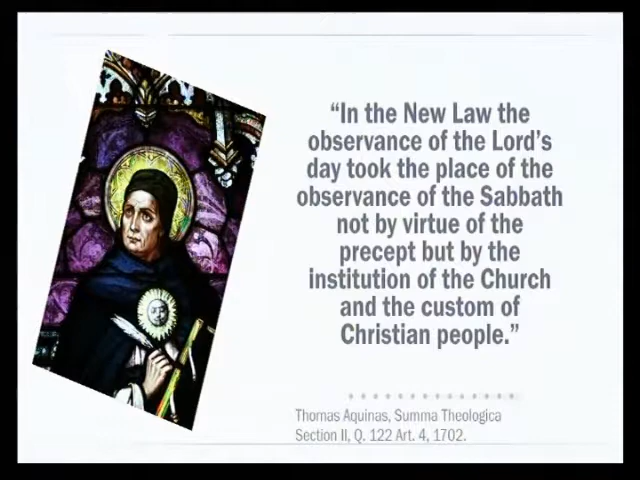 “In the New Law the
observance of the Lord’s
day took the place of the
observance of the Sabbath
not by virtue of the
precept but by the
institution of the Church
and the custom of
Christian people.”
Thomas Aquinas, Summa Theologica
Section II, Q. 122 Art. 4, 1702.